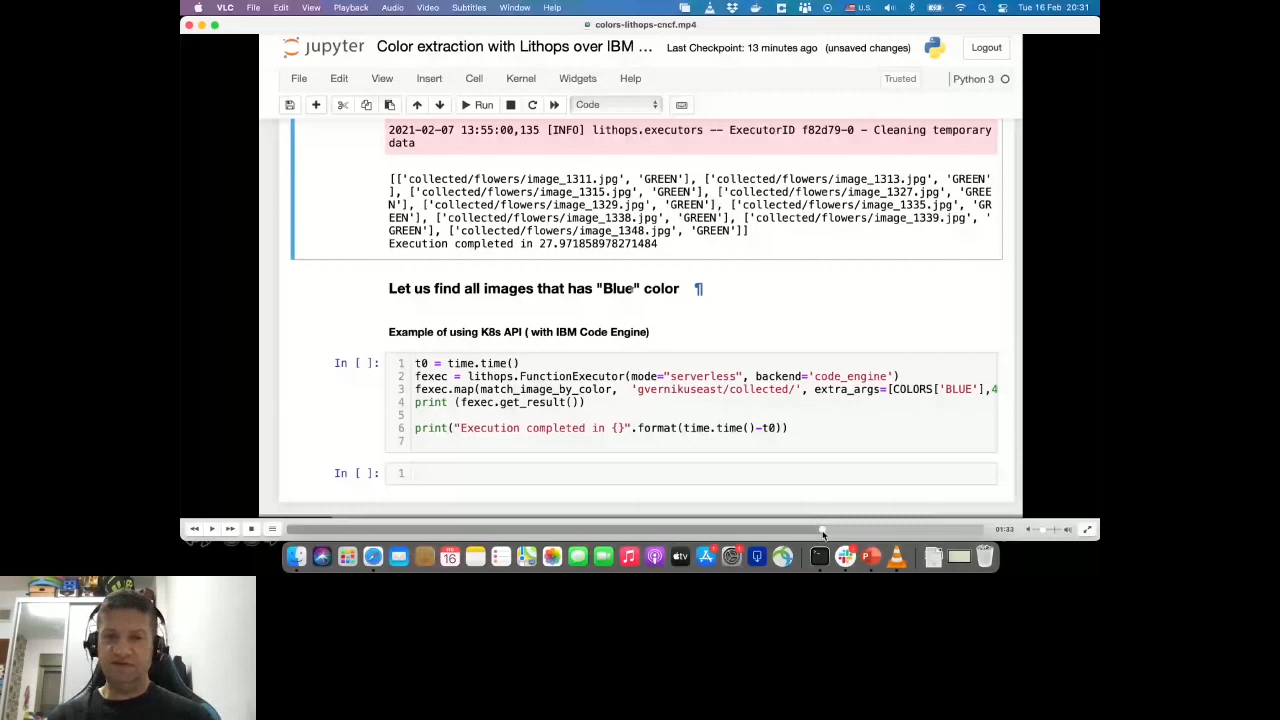 VLC File Edit View Playback Audio Video Subtitles Window Help U.S. Tue 16 Feb 20:31
colors-lithops-cncf.mp4
jupyter Color extraction with Lithops over IBM ... Last Checkpoint: 13 minutes ago (unsaved changes) Logout
File Edit View Insert Cell Kernel Widgets Help Trusted Python 3
Run Code
2021-02-07 13:55:00,135 [INFO] lithops.executors -- ExecutorID f82d79-0 - Cleaning temporary
data
[['collected/flowers/image_1311.jpg', 'GREEN'], ['collected/flowers/image_1313.jpg', 'GREEN'
], ['collected/flowers/image_1315.jpg', 'GREEN'], ['collected/flowers/image_1327.jpg', 'GREE
N'], ['collected/flowers/image_1329.jpg', 'GREEN'], ['collected/flowers/image_1335.jpg', 'GR
EEN'], ['collected/flowers/image_1338.jpg', 'GREEN'], ['collected/flowers/image_1339.jpg', '
GREEN'], ['collected/flowers/image_1348.jpg', 'GREEN']]
Execution completed in 27.971858978271484
Let us find all images that has "Blue" color ¶
Example of using K8s API ( with IBM Code Engine)
In [ ]: 1 t0 = time.time()
2 fexec = lithops.FunctionExecutor(mode="serverless", backend='code_engine')
3 fexec.map(match_image_by_color, 'gvernikuseast/collected/', extra_args=[COLORS['BLUE'],4
4 print (fexec.get_result())
5
6 print("Execution completed in {}".format(time.time()-t0))
7
In [ ]: 1
01:33
16
tv